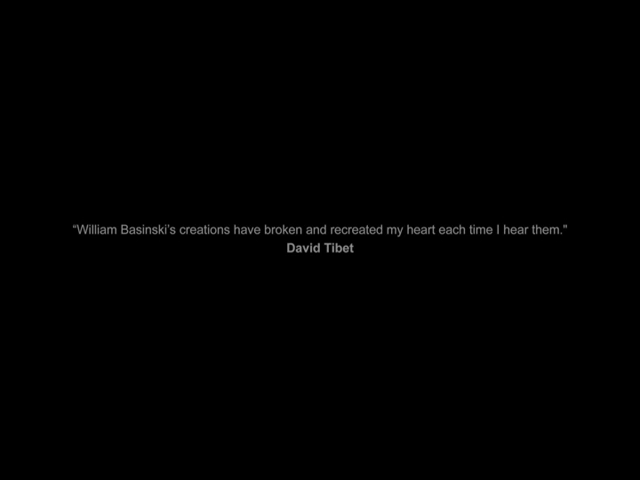 “William Basinski’s creations have broken and recreated my heart each time I hear them."
David Tibet